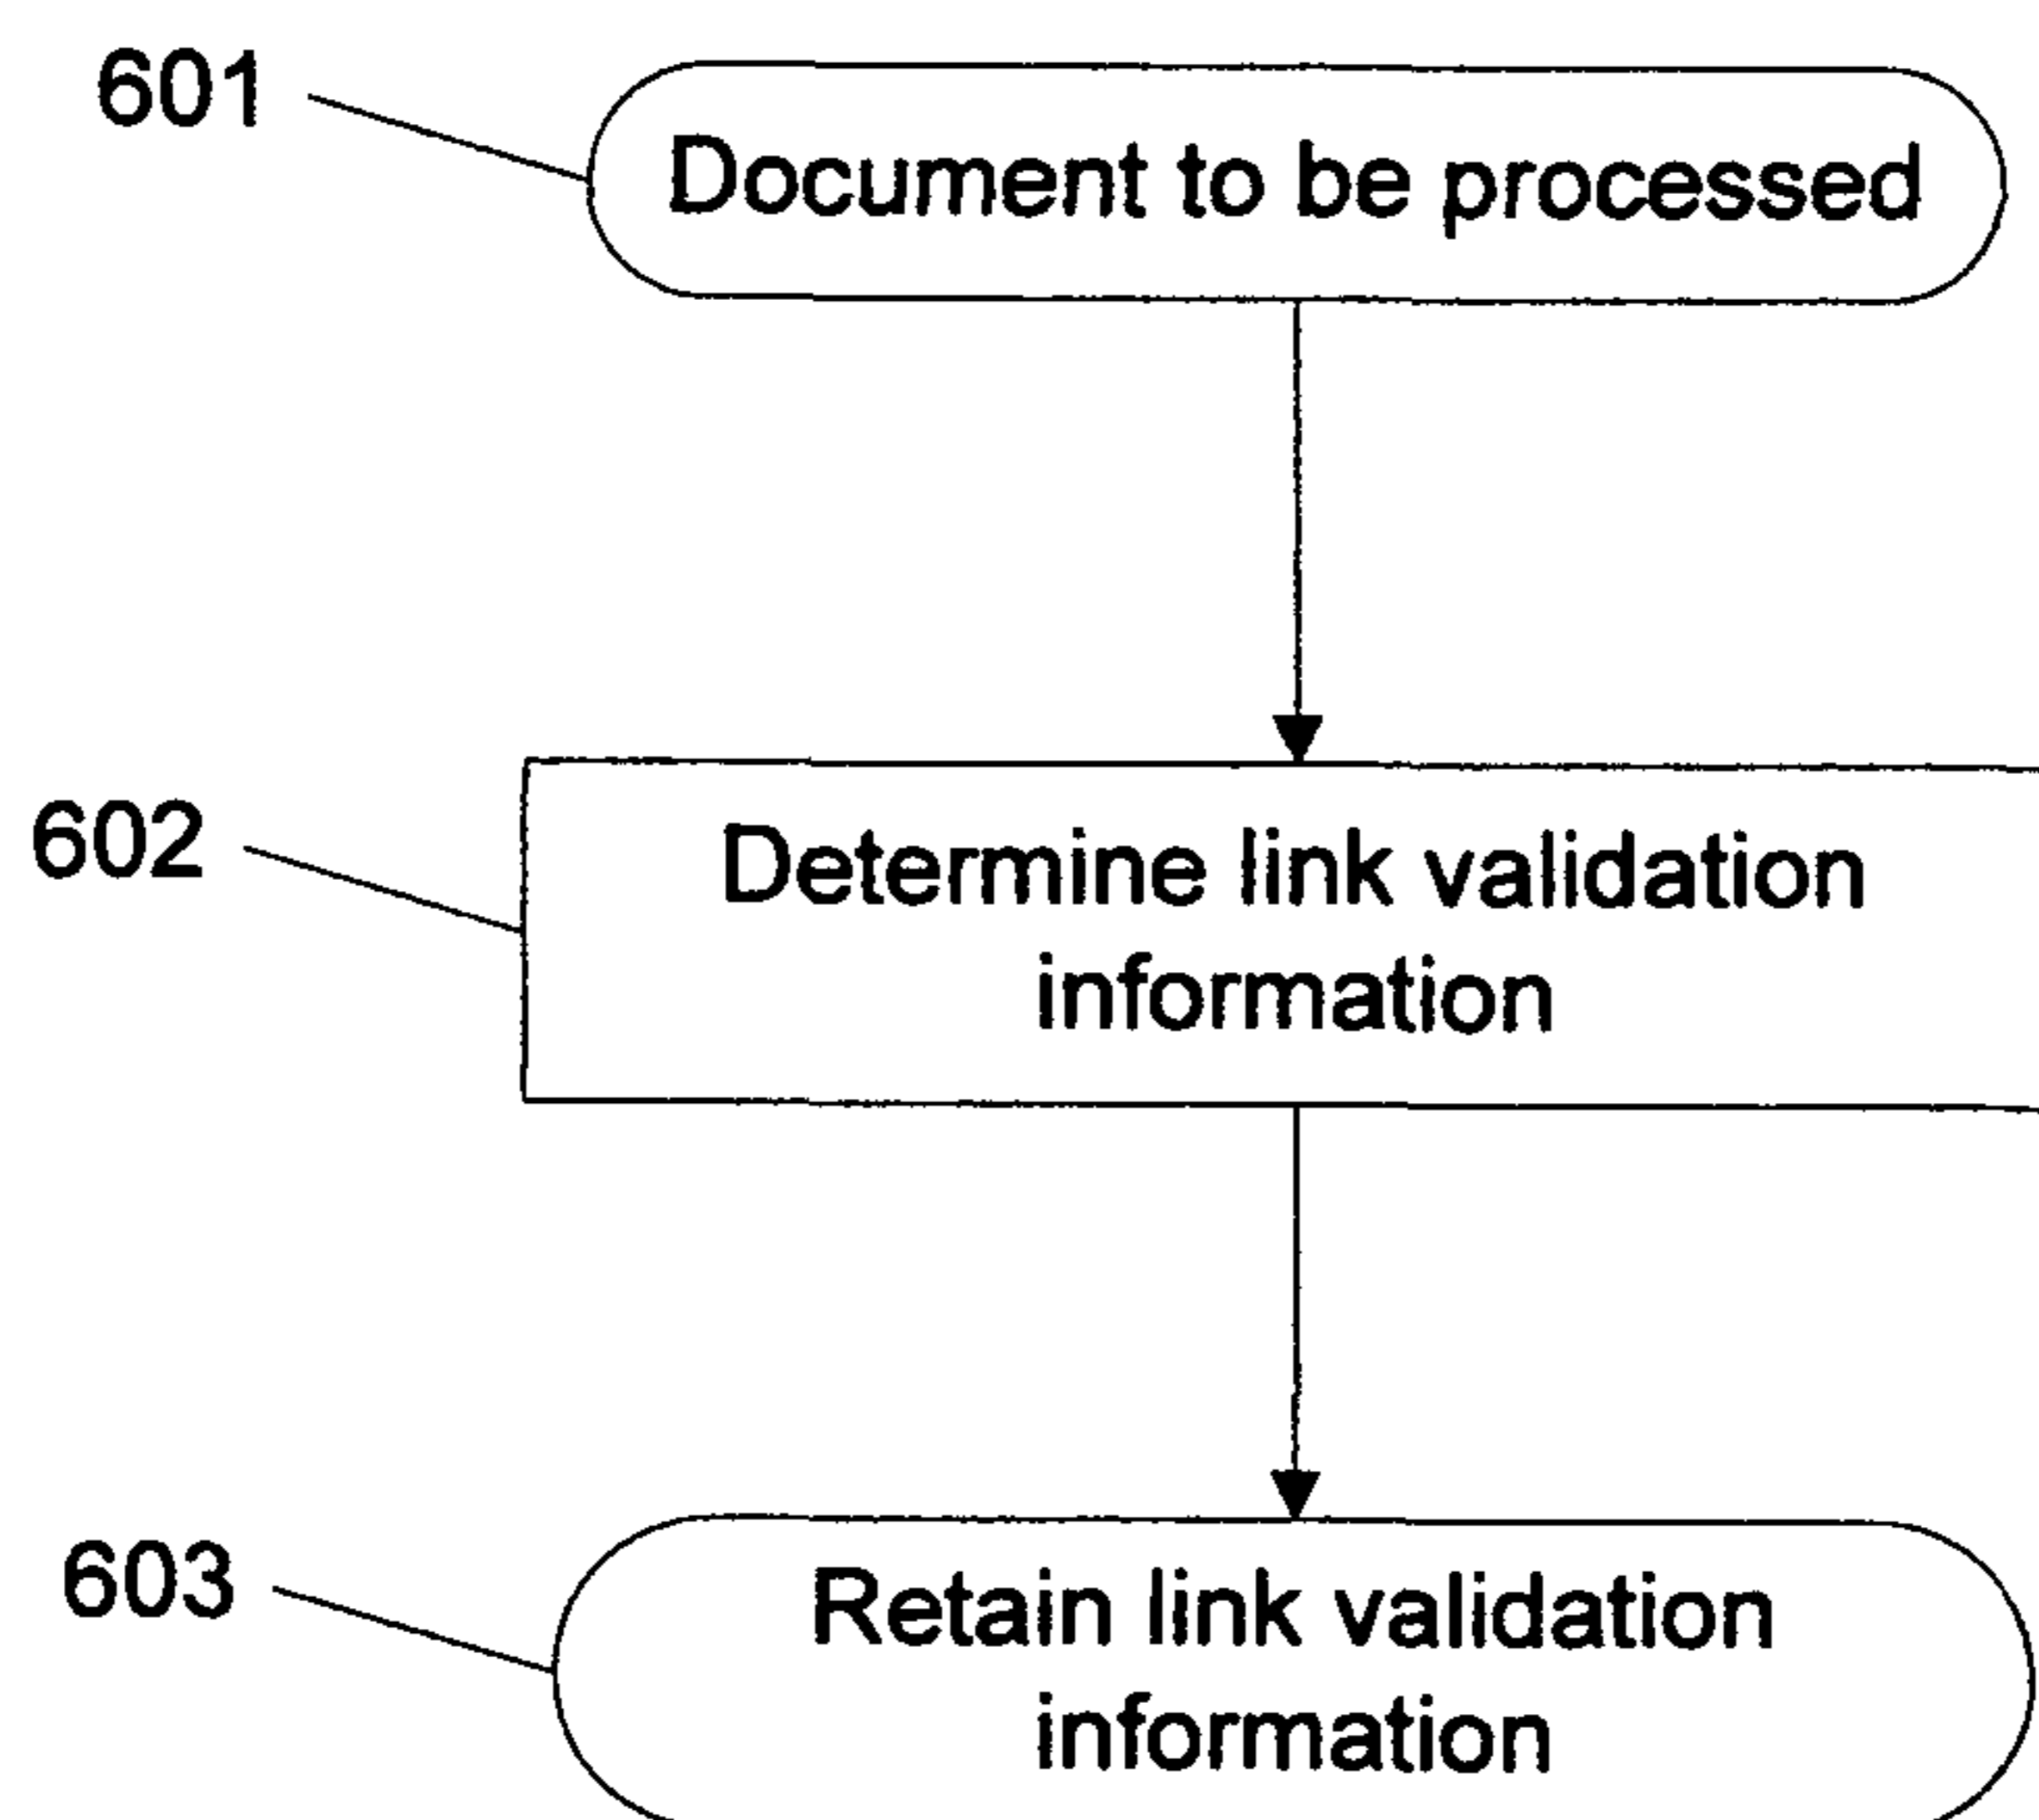 601
Document to be processed
602
Determine link validation
information
603
Retain link validation
information